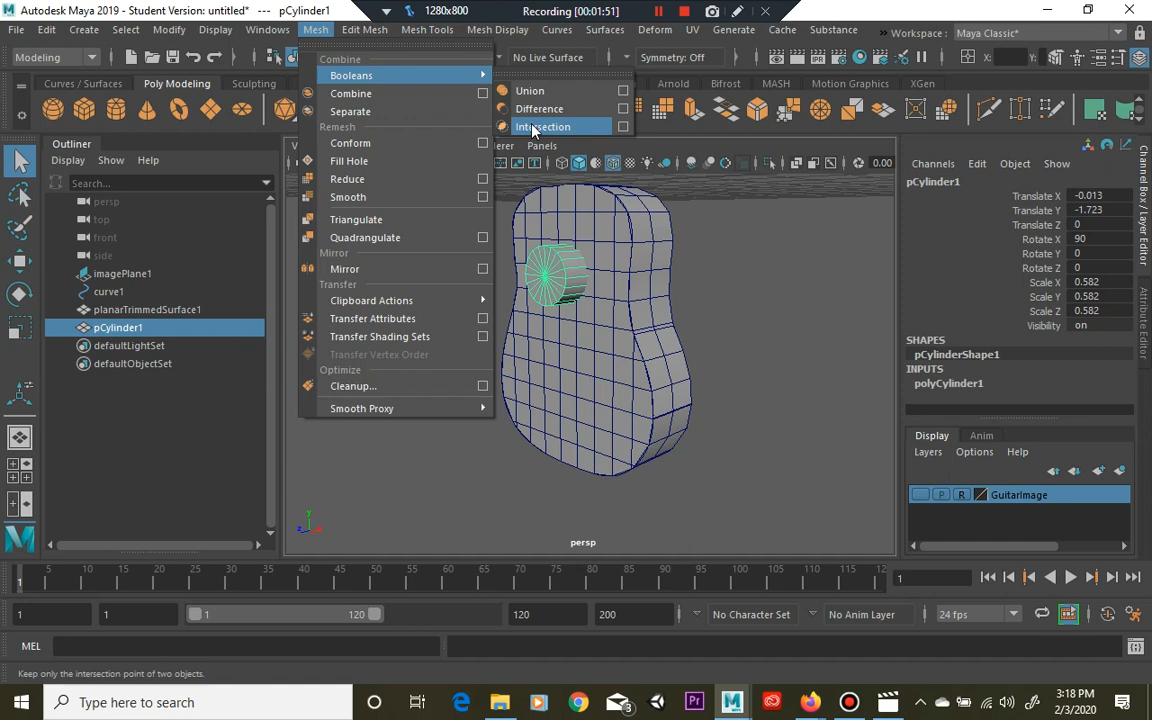 Autodesk Maya 2019 - Student Version: untitled* --- pCylinder1
1280x800
Recording [00:01:51]
File Edit Create Select Modify Display Windows Mesh Edit Mesh Mesh Tools Mesh Display Curves Surfaces Deform UV Generate Cache Substance
Workspace: Maya Classic*
Modeling
No Live Surface
Symmetry: Off
Curves / Surfaces
Poly Modeling
Sculpting
Arnold
Bifrost
MASH
Motion Graphics
XGen
Outliner
Display Show Help
Search...
persp
top
front
side
imagePlane1
curve1
planarTrimmedSurface1
pCylinder1
defaultLightSet
defaultObjectSet
Combine
Booleans
Combine
Separate
Remesh
Conform
Fill Hole
Reduce
Smooth
Triangulate
Quadrangulate
Mirror
Mirror
Transfer
Clipboard Actions
Transfer Attributes
Transfer Shading Sets
Transfer Vertex Order
Optimize
Cleanup...
Smooth Proxy
Union
Difference
Intersection
Panels
0.00
persp
Channels Edit Object Show
pCylinder1
Translate X -0.013
Translate Y -1.723
Translate Z 0
Rotate X 90
Rotate Y 0
Rotate Z 0
Scale X 0.582
Scale Y 0.582
Scale Z 0.582
Visibility on
SHAPES
pCylinderShape1
INPUTS
polyCylinder1
Display Anim
Layers Options Help
P R GuitarImage
Channel Box / Layer Editor
Attribute Editor
5 10 15 20 25 30 35 40 45 50 55 60 65 70 75 80 85 90 95 100 105 110 115 12
1
1
1
1
1
120
120
200
No Character Set
No Anim Layer
24 fps
MEL
Keep only the intersection point of two objects.
Type here to search
3
3:18 PM
2/3/2020